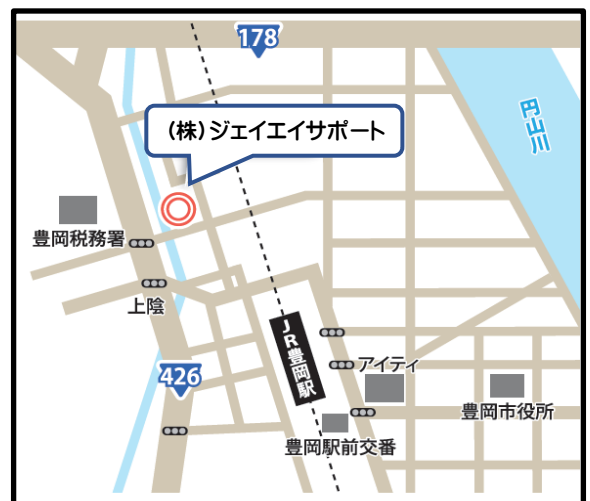 178
円山川
(株)ジェイエイサポート
豊岡税務署
上陰
JR豊岡駅
アイティ
426
豊岡市役所
豊岡駅前交番